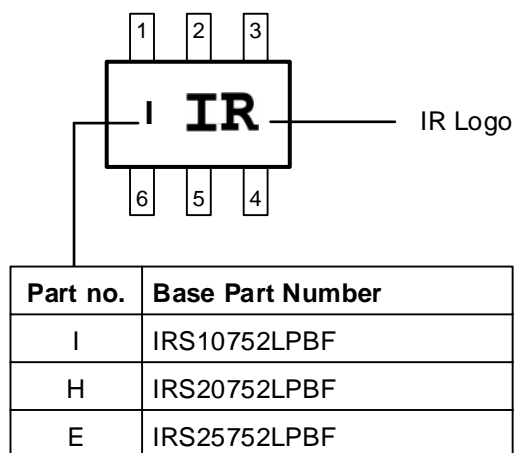 1 2 3
I IR IR Logo
6 5 4
Part no. Base Part Number
I IRS10752LPBF
H IRS20752LPBF
E IRS25752LPBF